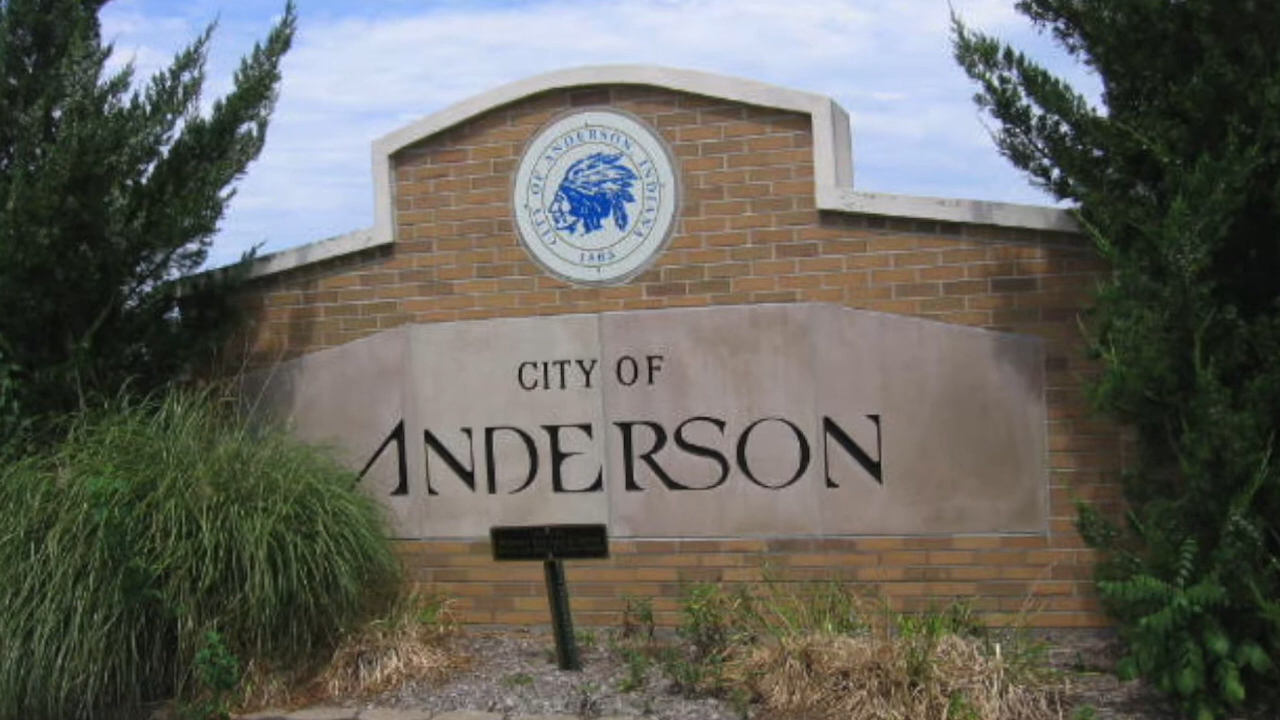 CITY OF ANDERSON, INDIANA
1865
CITY OF
ANDERSON